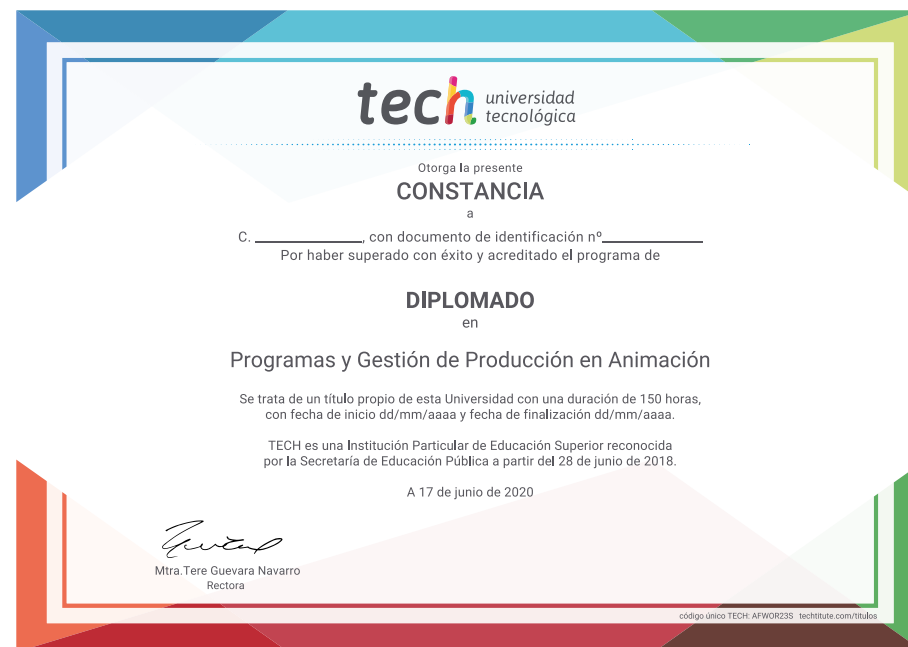 tech universidad
tecnológica
Otorga la presente
CONSTANCIA
a
C. ______________, con documento de identificación nº_____________
Por haber superado con éxito y acreditado el programa de
DIPLOMADO
en
Programas y Gestión de Producción en Animación
Se trata de un título propio de esta Universidad con una duración de 150 horas,
con fecha de inicio dd/mm/aaaa y fecha de finalización dd/mm/aaaa.
TECH es una Institución Particular de Educación Superior reconocida
por la Secretaría de Educación Pública a partir del 28 de junio de 2018.
A 17 de junio de 2020
Mtra.Tere Guevara Navarro
Rectora
código único TECH: AFWOR23S techtitute.com/titulos